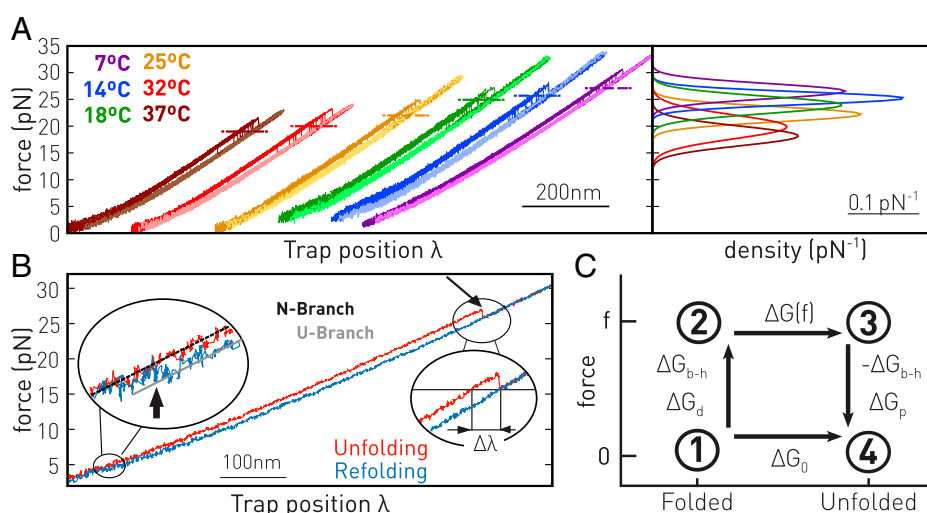 A
force (pN)
35
30
25
20
15
10
5
0
7ºC 25ºC
14ºC 32ºC
18ºC 37ºC
200nm
Trap position λ
0.1 pN⁻¹
density (pN⁻¹)
B
force (pN)
30
25
20
15
10
5
N-Branch
U-Branch
Δλ
Unfolding
Refolding
100nm
Trap position λ
C
force
f
0
2 ΔG(f) 3
ΔG_b-h -ΔG_b-h
ΔG_d ΔG_p
1 ΔG_0 4
Folded Unfolded